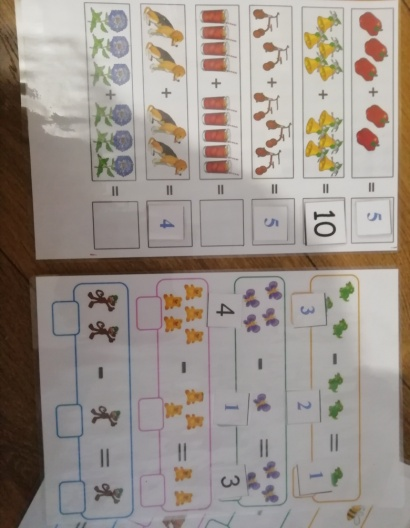 + = 5
+ = 10
+ = 5
+ =
+ = 4
+ =
3 - 2 = 1
4 - 1 = 3
- =
- =